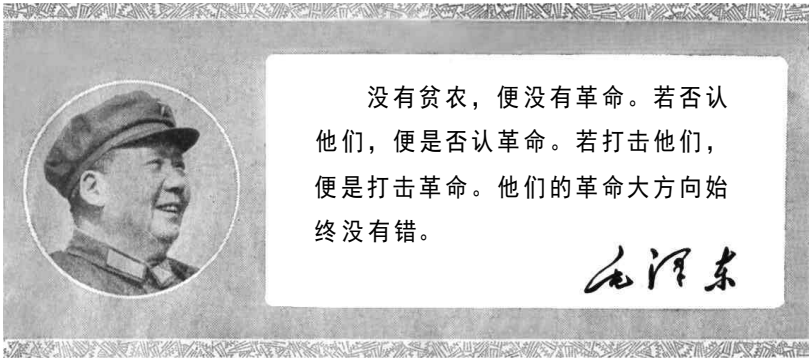 没有贫农，便没有革命。若否认
他们，便是否认革命。若打击他们，
便是打击革命。他们的革命大方向始
终没有错。
毛泽东